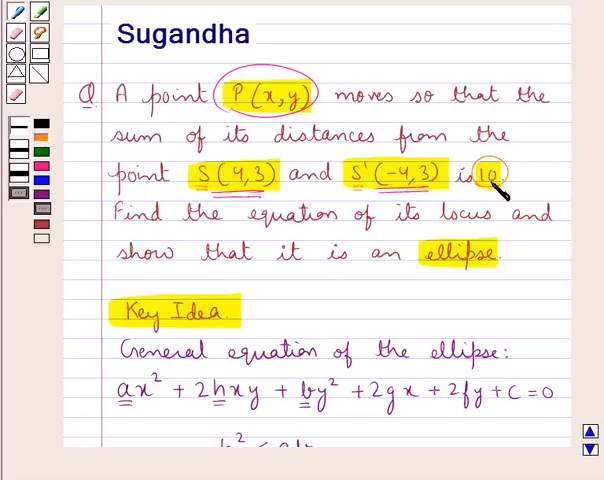 Sugandha
Q A point P(x,y) moves so that the
sum of its distances from the
point S(4,3) and S'(-4,3) is 10.
Find the equation of its locus and
show that it is an ellipse.
Key Idea
General equation of the ellipse:
ax² + 2hxy + by² + 2gx + 2fy + c = 0